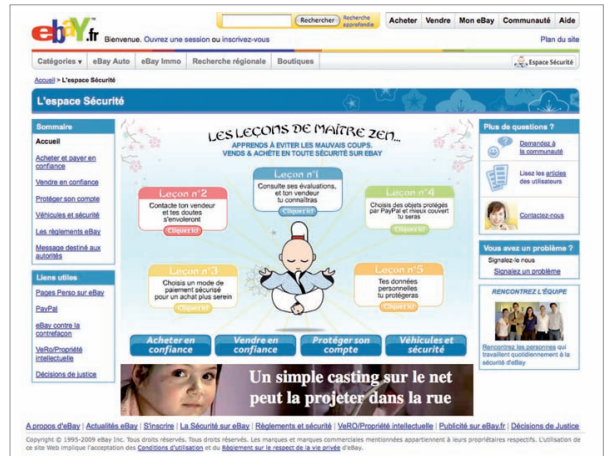 ebaY.fr
Bienvenue. Ouvrez une session ou inscrivez-vous
Rechercher
Recherche
approfondie
Acheter Vendre Mon eBay Communauté Aide
Plan du site
Catégories eBay Auto eBay Immo Recherche régionale Boutiques
Espace Sécurité
Accueil > L'espace Sécurité
L'espace Sécurité
Sommaire
Accueil
Acheter et payer en
confiance
Vendre en confiance
Protéger son compte
Véhicules et sécurité
Les règlements eBay
Message destiné aux
autorités
Liens utiles
Pages Perso sur eBay
PayPal
eBay contre la
contrefaçon
VeRo/Propriété
intellectuelle
Décisions de justice
LES LEÇONS DE MAÎTRE ZEN...
APPRENDS À ÉVITER LES MAUVAIS COUPS.
VENDS & ACHÈTE EN TOUTE SÉCURITÉ SUR EBAY
Leçon n°1
Consulte ses évaluations,
et ton vendeur
tu connaîtras
Cliquez ici
Leçon n°2
Contacte ton vendeur
et tes doutes
s'envoleront
Cliquez ici
Leçon n°4
Choisis des objets protégés
par PayPal et mieux couvert
tu seras
Cliquez ici
Leçon n°3
Choisis un mode de
paiement sécurisé
pour un achat plus serein
Cliquez ici
Leçon n°5
Tes données
personnelles
tu protégeras
Cliquez ici
Acheter en
confiance
Vendre en
confiance
Protéger son
compte
Véhicules et
sécurité
Un simple casting sur le net
peut la projeter dans la rue
Plus de questions ?
Demandez à
la communauté
Lisez les articles
des utilisateurs
Contactez-nous
Vous avez un problème ?
Signalez-le nous
Signalez un problème
RENCONTREZ L'ÉQUIPE
Rencontrez les personnes qui
travaillent quotidiennement à la
sécurité d'eBay
A propos d'eBay | Actualités eBay | S'inscrire | La Sécurité sur eBay | Règlements et sécurité | VeRO/Propriété intellectuelle | Publicité sur eBay.fr | Décisions de Justice
Copyright © 1995-2009 eBay Inc. Tous droits réservés. Tous droits réservés. Les marques et marques commerciales mentionnées appartiennent à leurs propriétaires respectifs. L'utilisation de
ce site Web implique l'acceptation des Conditions d'utilisation et du Règlement sur le respect de la vie privée d'eBay.